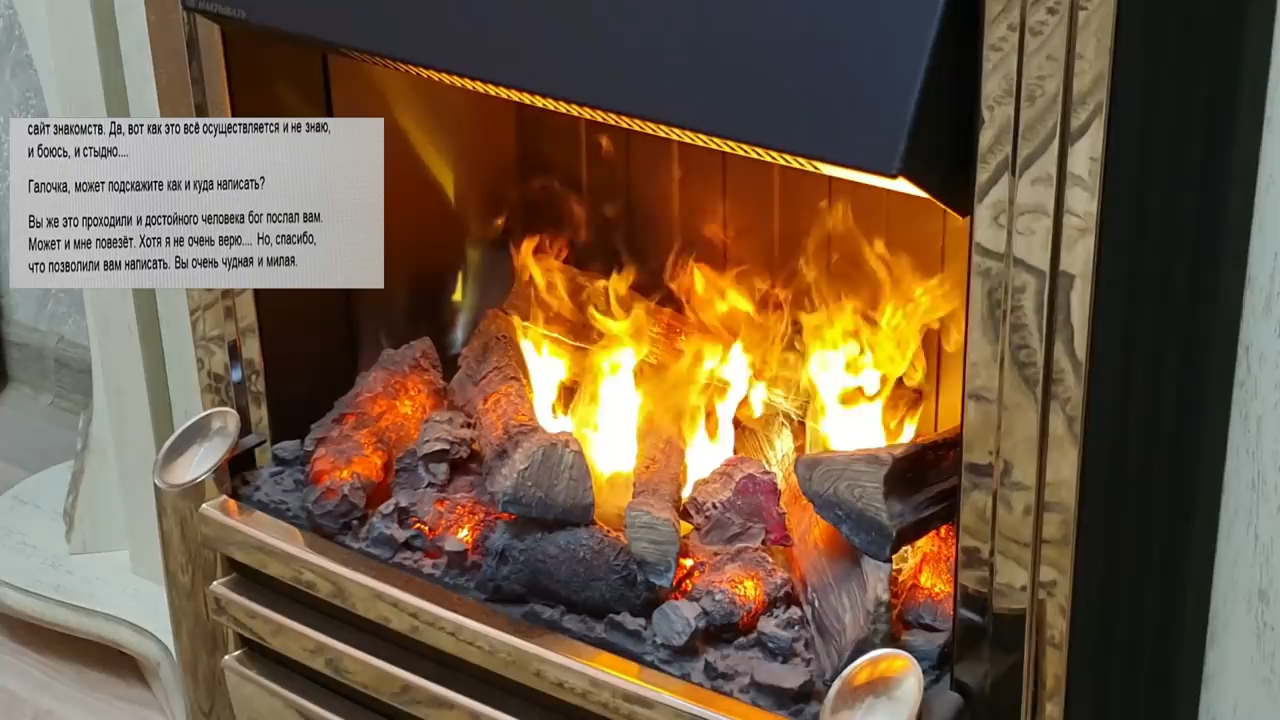 НАКРЫВАТЬ
сайт знакомств. Да, вот как это всё осуществляется и не знаю,
и боюсь, и стыдно....
Галочка, может подскажите как и куда написать?
Вы же это проходили и достойного человека бог послал вам.
Может и мне повезёт. Хотя я не очень верю.... Но, спасибо,
что позволили вам написать. Вы очень чудная и милая.